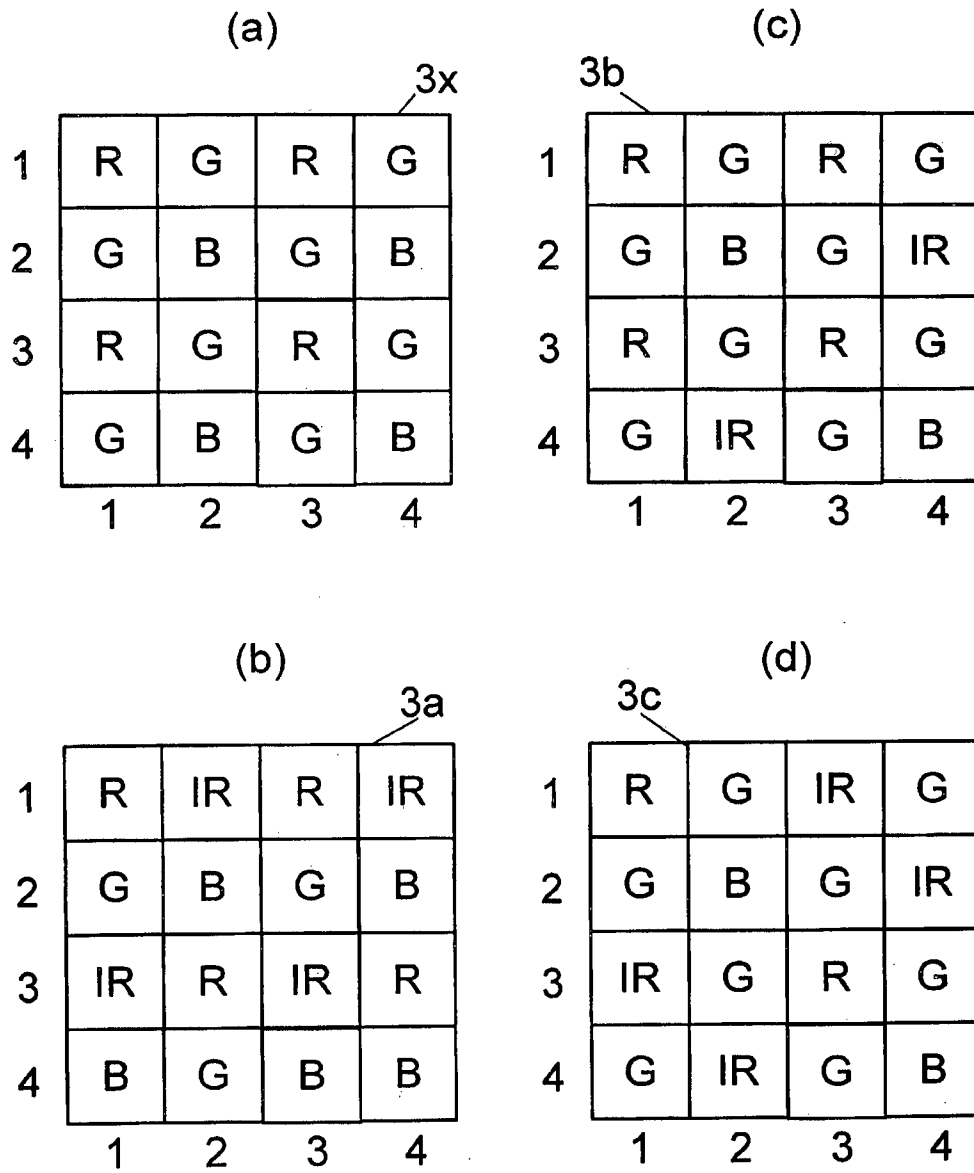 (a)
3x
1 R G R G
2 G B G B
3 R G R G
4 G B G B
1 2 3 4
(c)
3b
1 R G R G
2 G B G IR
3 R G R G
4 G IR G B
1 2 3 4
(b)
3a
1 R IR R IR
2 G B G B
3 IR R IR R
4 B G B B
1 2 3 4
(d)
3c
1 R G IR G
2 G B G IR
3 IR G R G
4 G IR G B
1 2 3 4